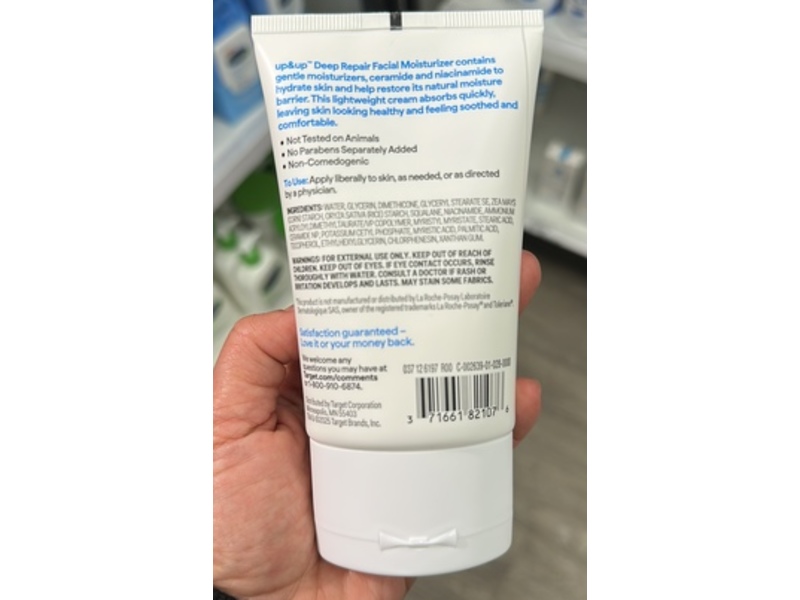 up&up™ Deep Repair Facial Moisturizer contains
gentle moisturizers, ceramide and niacinamide to
hydrate skin and help restore its natural moisture
barrier. This lightweight cream absorbs quickly,
leaving skin looking healthy and feeling soothed and
comfortable.
• Not Tested on Animals
• No Parabens Separately Added
• Non-Comedogenic
To Use: Apply liberally to skin, as needed, or as directed
by a physician.
INGREDIENTS: WATER, GLYCERIN, DIMETHICONE, GLYCERYL STEARATE SE, ZEA MAYS
(CORN) STARCH, ORYZA SATIVA (RICE) STARCH, SQUALANE, NIACINAMIDE, AMMONIUM
ACRYLOYLDIMETHYLTAURATE/VP COPOLYMER, MYRISTYL MYRISTATE, STEARIC ACID,
CERAMIDE NP, POTASSIUM CETYL PHOSPHATE, MYRISTIC ACID, PALMITIC ACID,
TOCOPHEROL, ETHYLHEXYLGLYCERIN, CHLORPHENESIN, XANTHAN GUM.
WARNINGS: FOR EXTERNAL USE ONLY. KEEP OUT OF REACH OF
CHILDREN. KEEP OUT OF EYES. IF EYE CONTACT OCCURS, RINSE
THOROUGHLY WITH WATER. CONSULT A DOCTOR IF RASH OR
IRRITATION DEVELOPS AND LASTS. MAY STAIN SOME FABRICS.
This product is not manufactured or distributed by La Roche-Posay Laboratoire
Dermatologique SAS, owner of the registered trademarks La Roche-Posay® and Toleriane®.
Satisfaction guaranteed –
Love it or your money back.
We welcome any
questions you may have at
Target.com/comments
or 1-800-910-6874.
037 12 6197 R00 C-002639-01-028-000
Distributed by Target Corporation
Minneapolis, MN 55403
©2025 Target Brands, Inc.
3 71661 82107 6